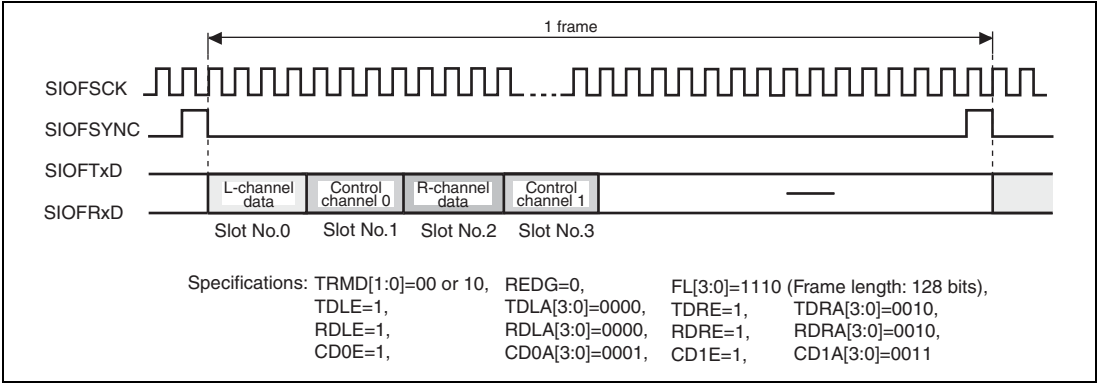 1 frame
SIOFSCK
SIOFSYNC
SIOFTxD
SIOFRxD
L-channel data
Control channel 0
R-channel data
Control channel 1
Slot No.0 Slot No.1 Slot No.2 Slot No.3
Specifications: TRMD[1:0]=00 or 10, REDG=0, FL[3:0]=1110 (Frame length: 128 bits),
TDLE=1, TDLA[3:0]=0000, TDRE=1, TDRA[3:0]=0010,
RDLE=1, RDLA[3:0]=0000, RDRE=1, RDRA[3:0]=0010,
CD0E=1, CD0A[3:0]=0001, CD1E=1, CD1A[3:0]=0011